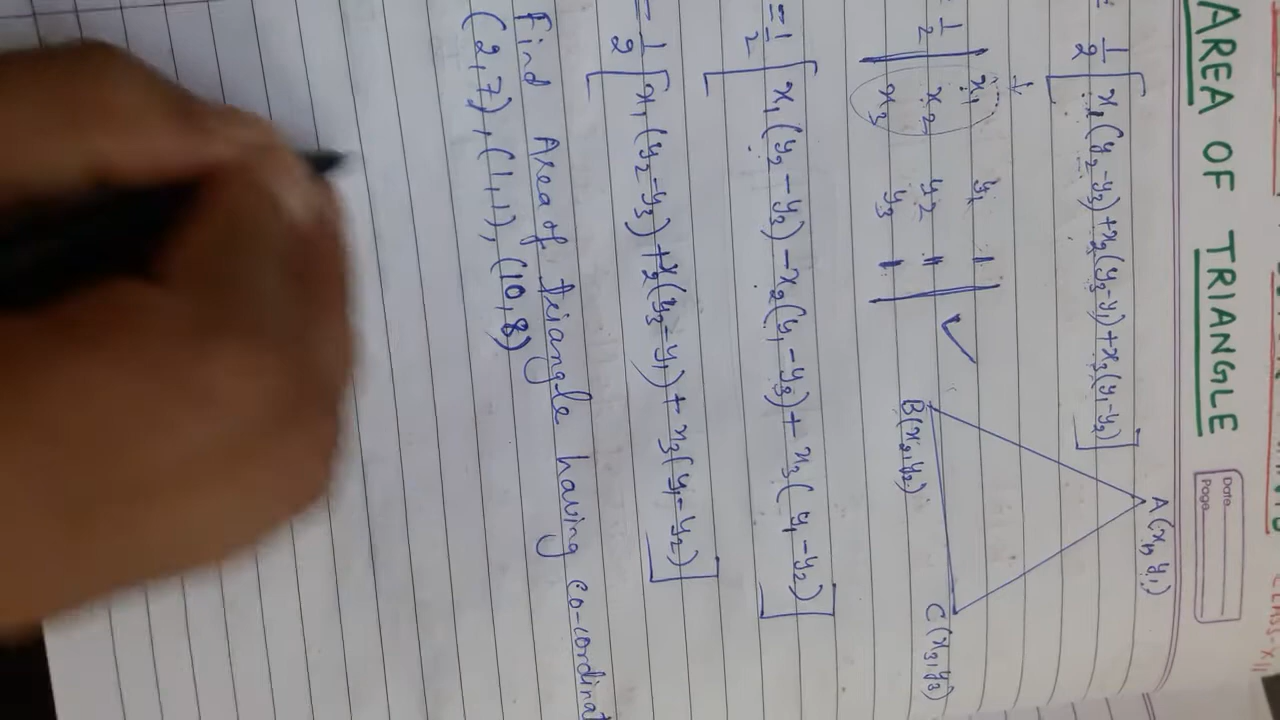 CLASS-XII
AREA OF TRIANGLE
Date
Page
= 1/2 [x₁(y₂-y₃)+x₂(y₃-y₁)+x₃(y₁-y₂)]
A(x₁, y₁)
↓
= 1/2 | x₁ y₁ 1
x₂ y₂ 1
x₃ y₃ 1 | ✓
B(x₂, y₂)
C(x₃, y₃)
= 1/2 [x₁(y₂-y₃)-x₂(y₁-y₃)+x₃(y₁-y₂)]
= 1/2 [x₁(y₂-y₃)+x₂(y₃-y₁)+x₃(y₁-y₂)]
Find Area of triangle having co-cordinat
(2,7), (1,1), (10,8)